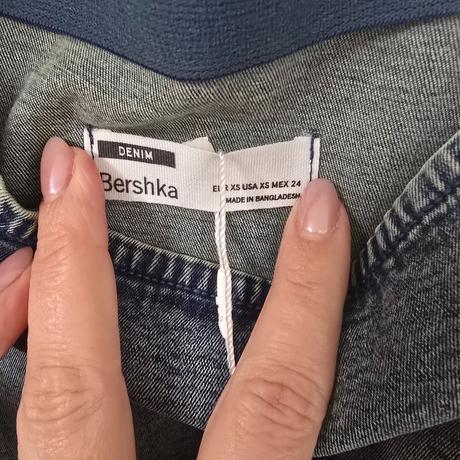 DENIM
Bershka
EUR XS USA XS MEX 24
MADE IN BANGLADESH